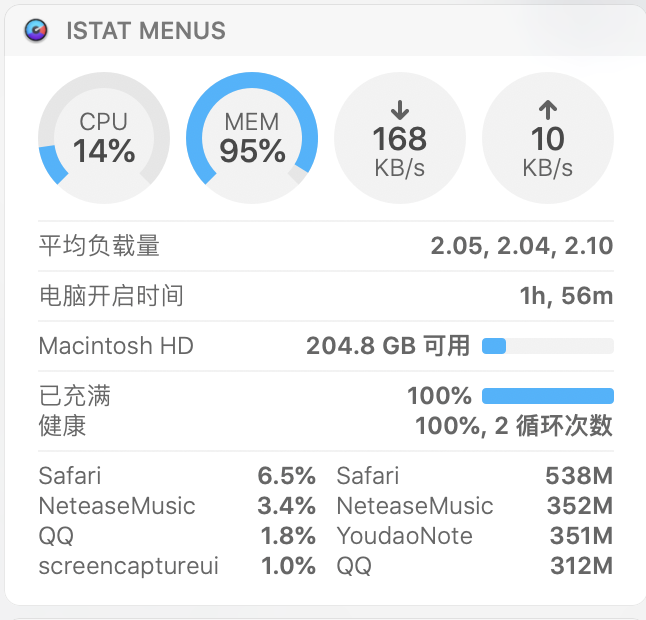 ISTAT MENUS
CPU
14%
MEM
95%
168
KB/s
10
KB/s
平均负载量 2.05, 2.04, 2.10
电脑开启时间 1h, 56m
Macintosh HD 204.8 GB 可用
已充满 100%
健康 100%, 2 循环次数
Safari 6.5% Safari 538M
NeteaseMusic 3.4% NeteaseMusic 352M
QQ 1.8% YoudaoNote 351M
screencaptureui 1.0% QQ 312M